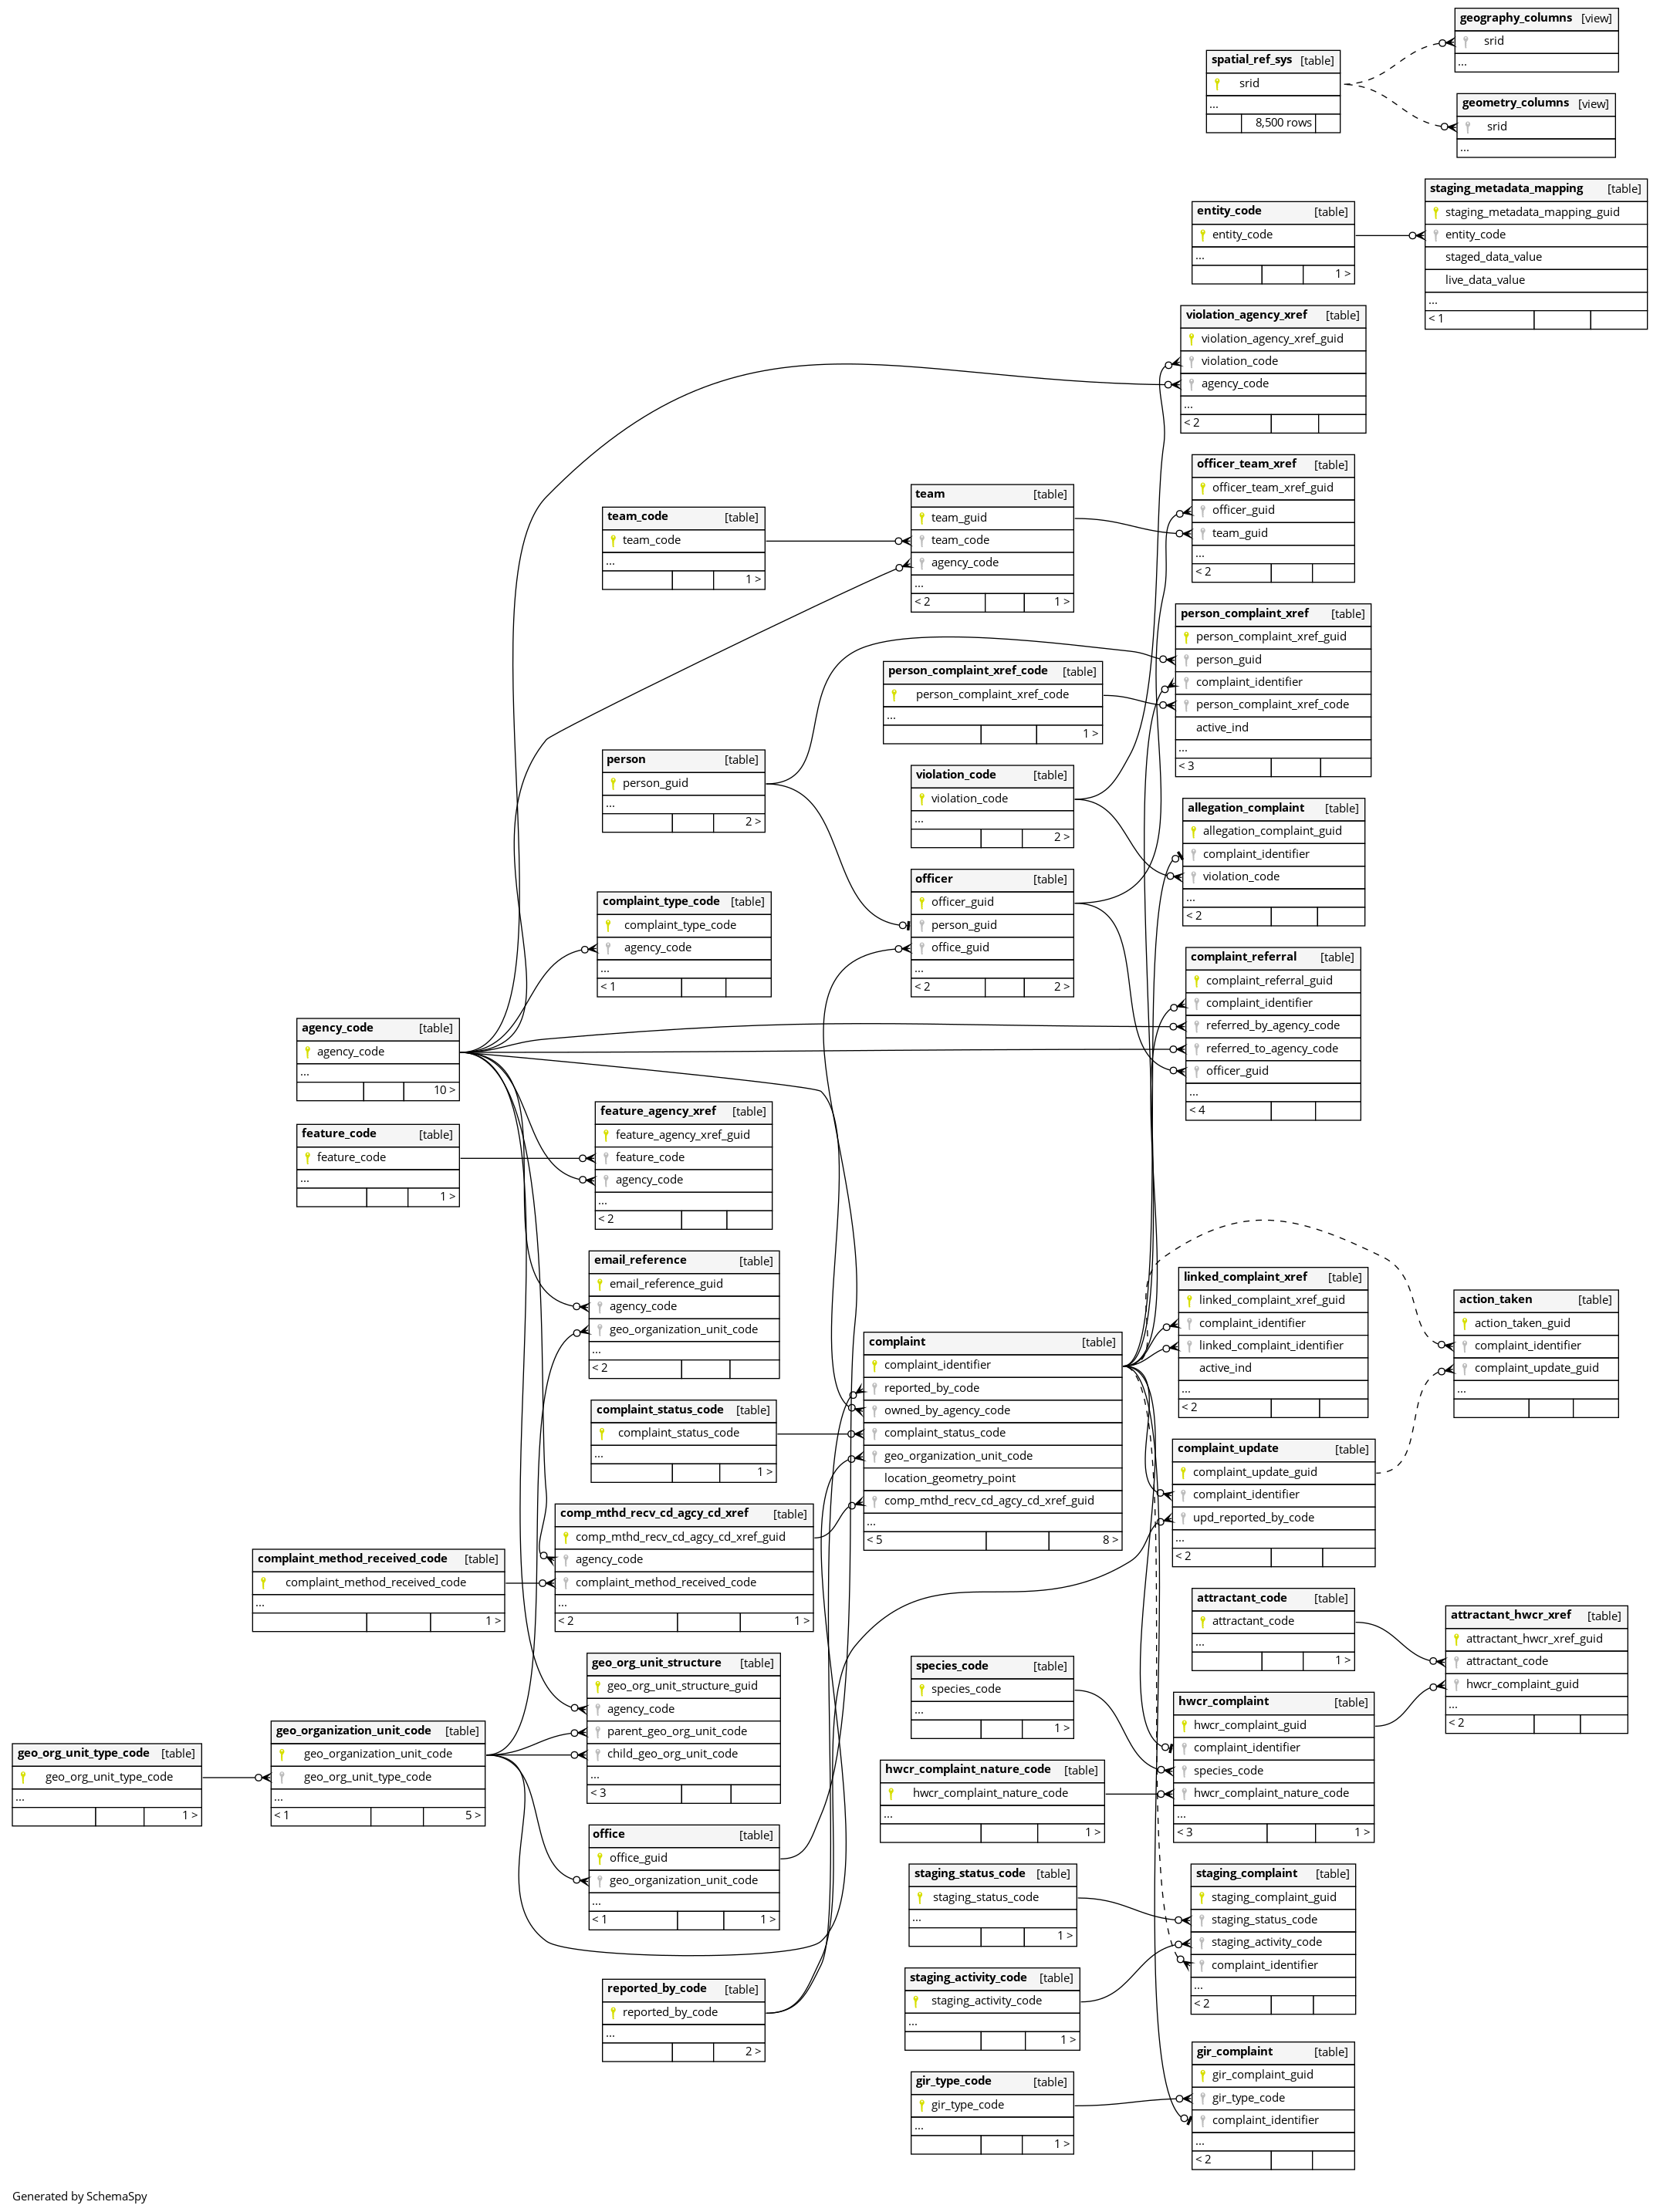 geography_columns [view]
srid
...
spatial_ref_sys [table]
srid
...
8,500 rows
geometry_columns [view]
srid
...
staging_metadata_mapping [table]
staging_metadata_mapping_guid
entity_code
staged_data_value
live_data_value
...
< 1
entity_code [table]
entity_code
...
1 >
violation_agency_xref [table]
violation_agency_xref_guid
violation_code
agency_code
...
< 2
officer_team_xref [table]
officer_team_xref_guid
officer_guid
team_guid
...
< 2
team [table]
team_guid
team_code
agency_code
...
< 2 1 >
team_code [table]
team_code
...
1 >
person_complaint_xref [table]
person_complaint_xref_guid
person_guid
complaint_identifier
person_complaint_xref_code
active_ind
...
< 3
person_complaint_xref_code [table]
person_complaint_xref_code
...
1 >
person [table]
person_guid
...
2 >
violation_code [table]
violation_code
...
2 >
allegation_complaint [table]
allegation_complaint_guid
complaint_identifier
violation_code
...
< 2
officer [table]
officer_guid
person_guid
office_guid
...
< 2 2 >
complaint_type_code [table]
complaint_type_code
agency_code
...
< 1
complaint_referral [table]
complaint_referral_guid
complaint_identifier
referred_by_agency_code
referred_to_agency_code
officer_guid
...
< 4
agency_code [table]
agency_code
...
10 >
feature_agency_xref [table]
feature_agency_xref_guid
feature_code
agency_code
...
< 2
feature_code [table]
feature_code
...
1 >
email_reference [table]
email_reference_guid
agency_code
geo_organization_unit_code
...
< 2
linked_complaint_xref [table]
linked_complaint_xref_guid
complaint_identifier
linked_complaint_identifier
active_ind
...
< 2
action_taken [table]
action_taken_guid
complaint_identifier
complaint_update_guid
...
complaint [table]
complaint_identifier
reported_by_code
owned_by_agency_code
complaint_status_code
geo_organization_unit_code
location_geometry_point
comp_mthd_recv_cd_agcy_cd_xref_guid
...
< 5 8 >
complaint_status_code [table]
complaint_status_code
...
1 >
complaint_update [table]
complaint_update_guid
complaint_identifier
upd_reported_by_code
...
< 2
comp_mthd_recv_cd_agcy_cd_xref [table]
comp_mthd_recv_cd_agcy_cd_xref_guid
agency_code
complaint_method_received_code
...
< 2 1 >
complaint_method_received_code [table]
complaint_method_received_code
...
1 >
attractant_code [table]
attractant_code
...
1 >
attractant_hwcr_xref [table]
attractant_hwcr_xref_guid
attractant_code
hwcr_complaint_guid
...
< 2
geo_org_unit_structure [table]
geo_org_unit_structure_guid
agency_code
parent_geo_org_unit_code
child_geo_org_unit_code
...
< 3
species_code [table]
species_code
...
1 >
hwcr_complaint [table]
hwcr_complaint_guid
complaint_identifier
species_code
hwcr_complaint_nature_code
...
< 3 1 >
geo_organization_unit_code [table]
geo_organization_unit_code
geo_org_unit_type_code
...
< 1 5 >
geo_org_unit_type_code [table]
geo_org_unit_type_code
...
1 >
hwcr_complaint_nature_code [table]
hwcr_complaint_nature_code
...
1 >
office [table]
office_guid
geo_organization_unit_code
...
< 1 1 >
staging_status_code [table]
staging_status_code
...
1 >
staging_complaint [table]
staging_complaint_guid
staging_status_code
staging_activity_code
complaint_identifier
...
< 2
staging_activity_code [table]
staging_activity_code
...
1 >
reported_by_code [table]
reported_by_code
...
2 >
gir_complaint [table]
gir_complaint_guid
gir_type_code
complaint_identifier
...
< 2
gir_type_code [table]
gir_type_code
...
1 >
Generated by SchemaSpy